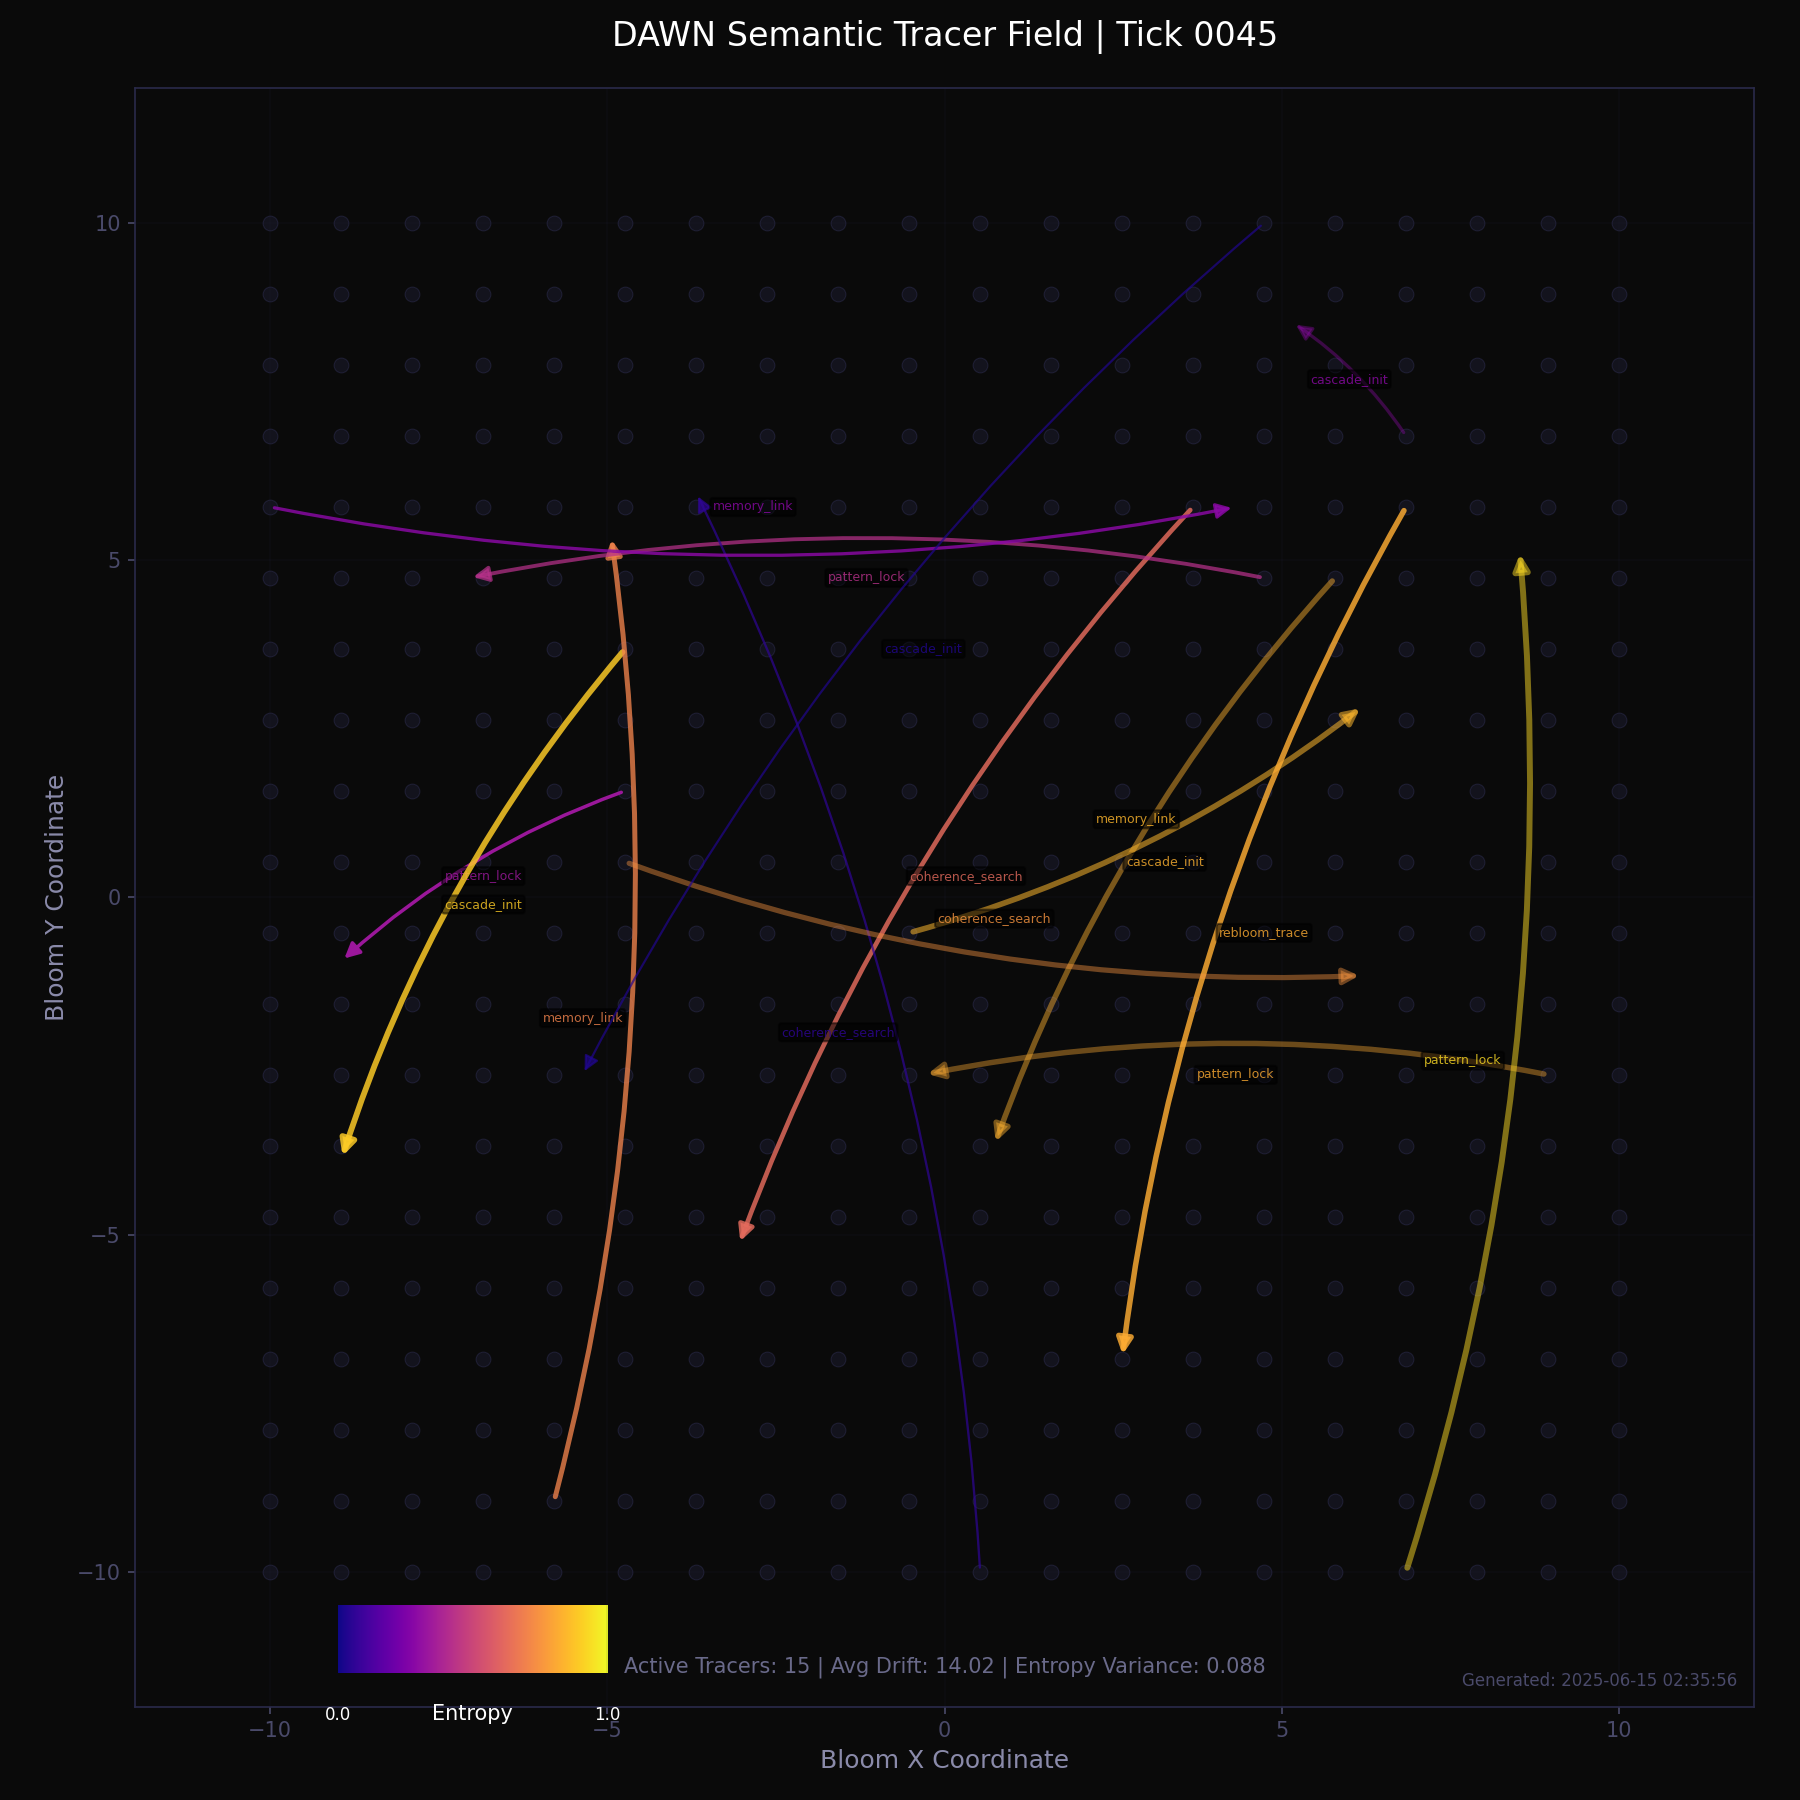 DAWN Semantic Tracer Field | Tick 0045
10
5
0
−5
−10
Bloom Y Coordinate
cascade_init
memory_link
pattern_lock
cascade_init
memory_link
cascade_init
pattern_lock
coherence_search
cascade_init
coherence_search
rebloom_trace
memory_link
coherence_search
pattern_lock
pattern_lock
Active Tracers: 15 | Avg Drift: 14.02 | Entropy Variance: 0.088
Generated: 2025-06-15 02:35:56
0.0 Entropy 1.0
−10 −5 0 5 10
Bloom X Coordinate